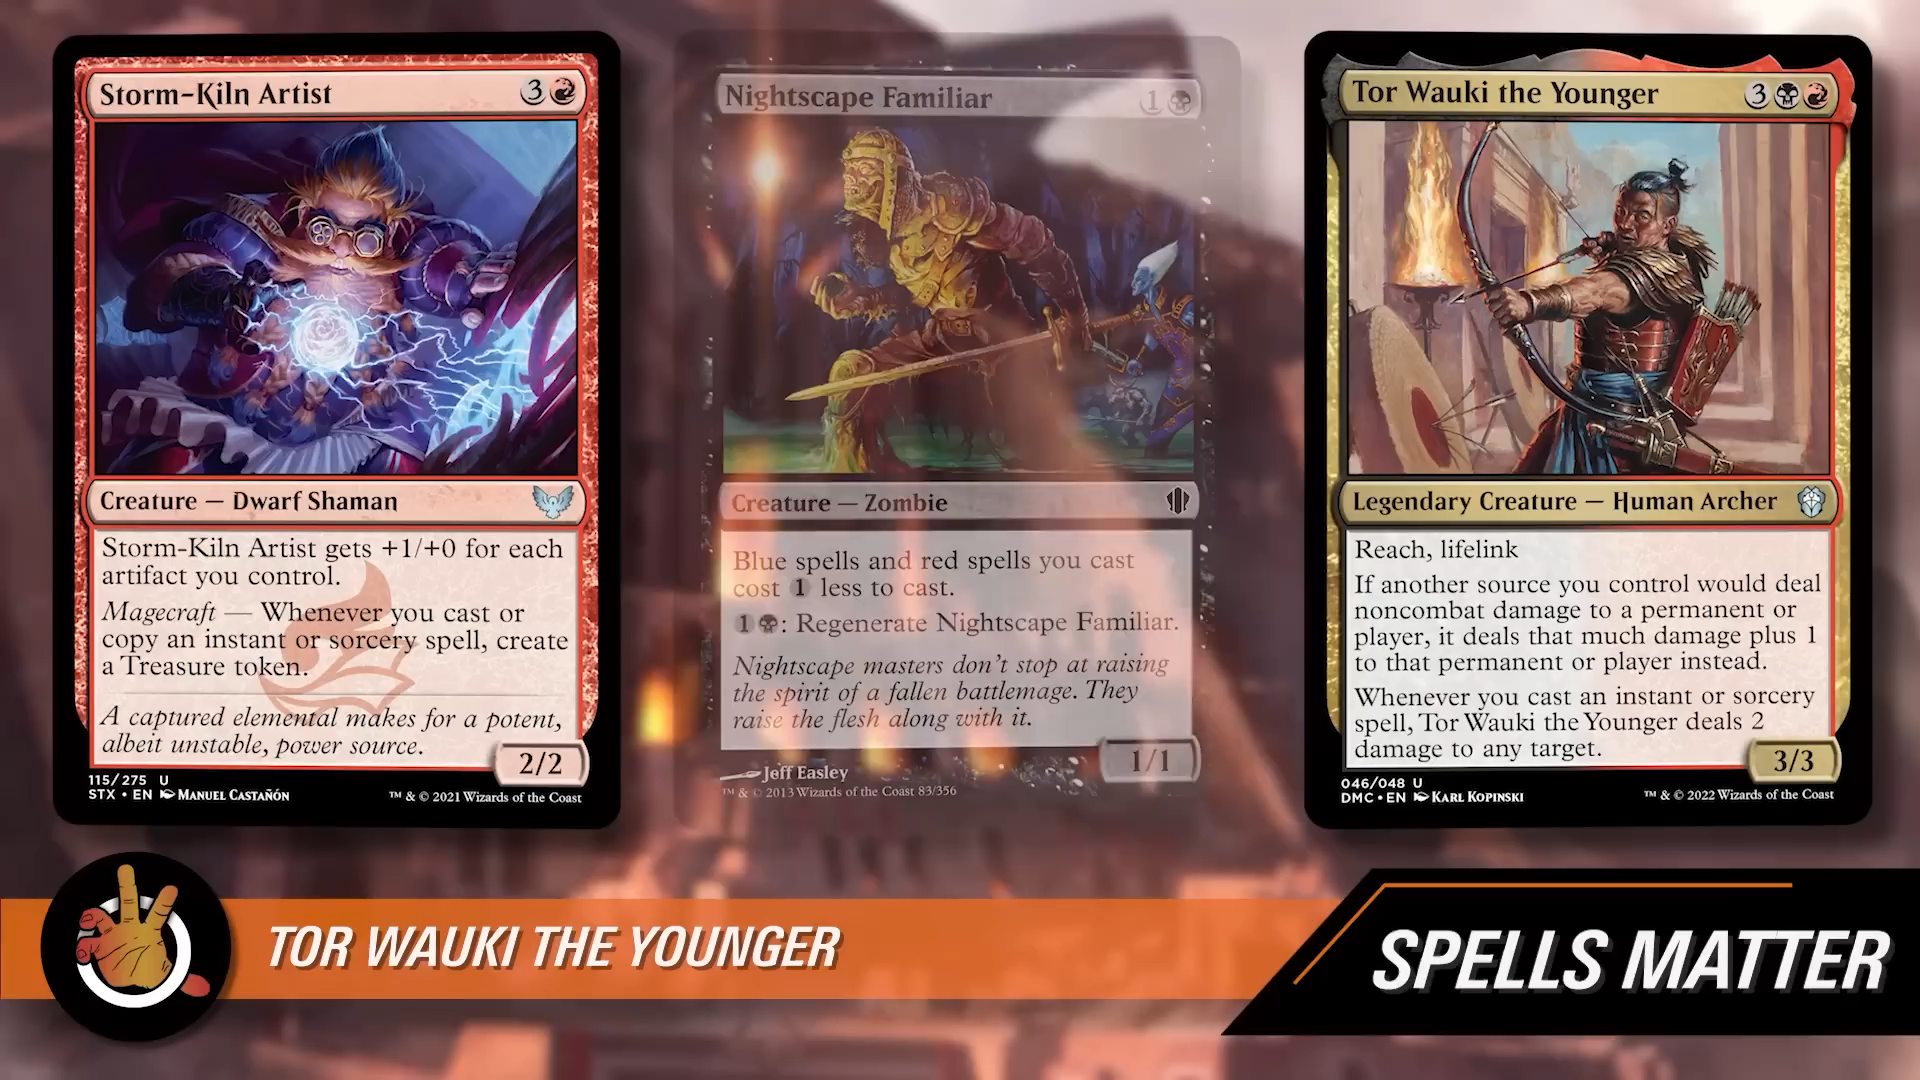 Storm-Kiln Artist 3
Creature — Dwarf Shaman
Storm-Kiln Artist gets +1/+0 for each
artifact you control.
Magecraft — Whenever you cast or
copy an instant or sorcery spell, create
a Treasure token.
A captured elemental makes for a potent,
albeit unstable, power source.
2/2
115/275 U
STX • EN MANUEL CASTAÑÓN
™ & © 2021 Wizards of the Coast
Nightscape Familiar 1
Creature — Zombie
Blue spells and red spells you cast
cost 1 less to cast.
1 : Regenerate Nightscape Familiar.
Nightscape masters don't stop at raising
the spirit of a fallen battlemage. They
raise the flesh along with it.
1/1
Jeff Easley
™ & © 2013 Wizards of the Coast 83/356
Tor Wauki the Younger 3
Legendary Creature — Human Archer
Reach, lifelink
If another source you control would deal
noncombat damage to a permanent or
player, it deals that much damage plus 1
to that permanent or player instead.
Whenever you cast an instant or sorcery
spell, Tor Wauki the Younger deals 2
damage to any target.
3/3
046/048 U
DMC • EN KARL KOPINSKI
™ & © 2022 Wizards of the Coast
TOR WAUKI THE YOUNGER
SPELLS MATTER